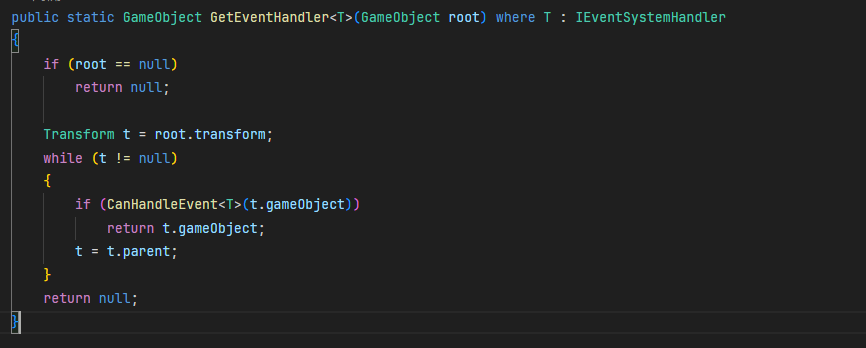 public static GameObject GetEventHandler<T>(GameObject root) where T : IEventSystemHandler
{
    if (root == null)
        return null;

    Transform t = root.transform;
    while (t != null)
    {
        if (CanHandleEvent<T>(t.gameObject))
            return t.gameObject;
        t = t.parent;
    }
    return null;
}